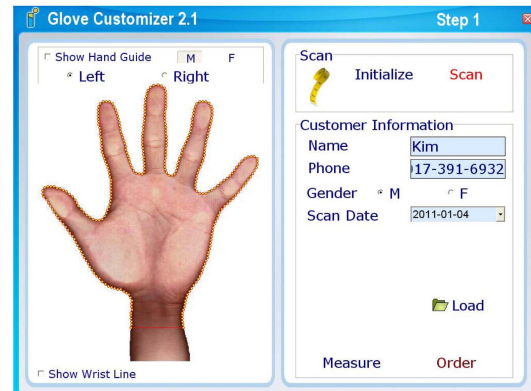 Glove Customizer 2.1
Step 1
Show Hand Guide M F
Left Right
Show Wrist Line
Scan
Initialize Scan
Customer Information
Name Kim
Phone 17-391-6932
Gender M F
Scan Date 2011-01-04
Load
Measure Order